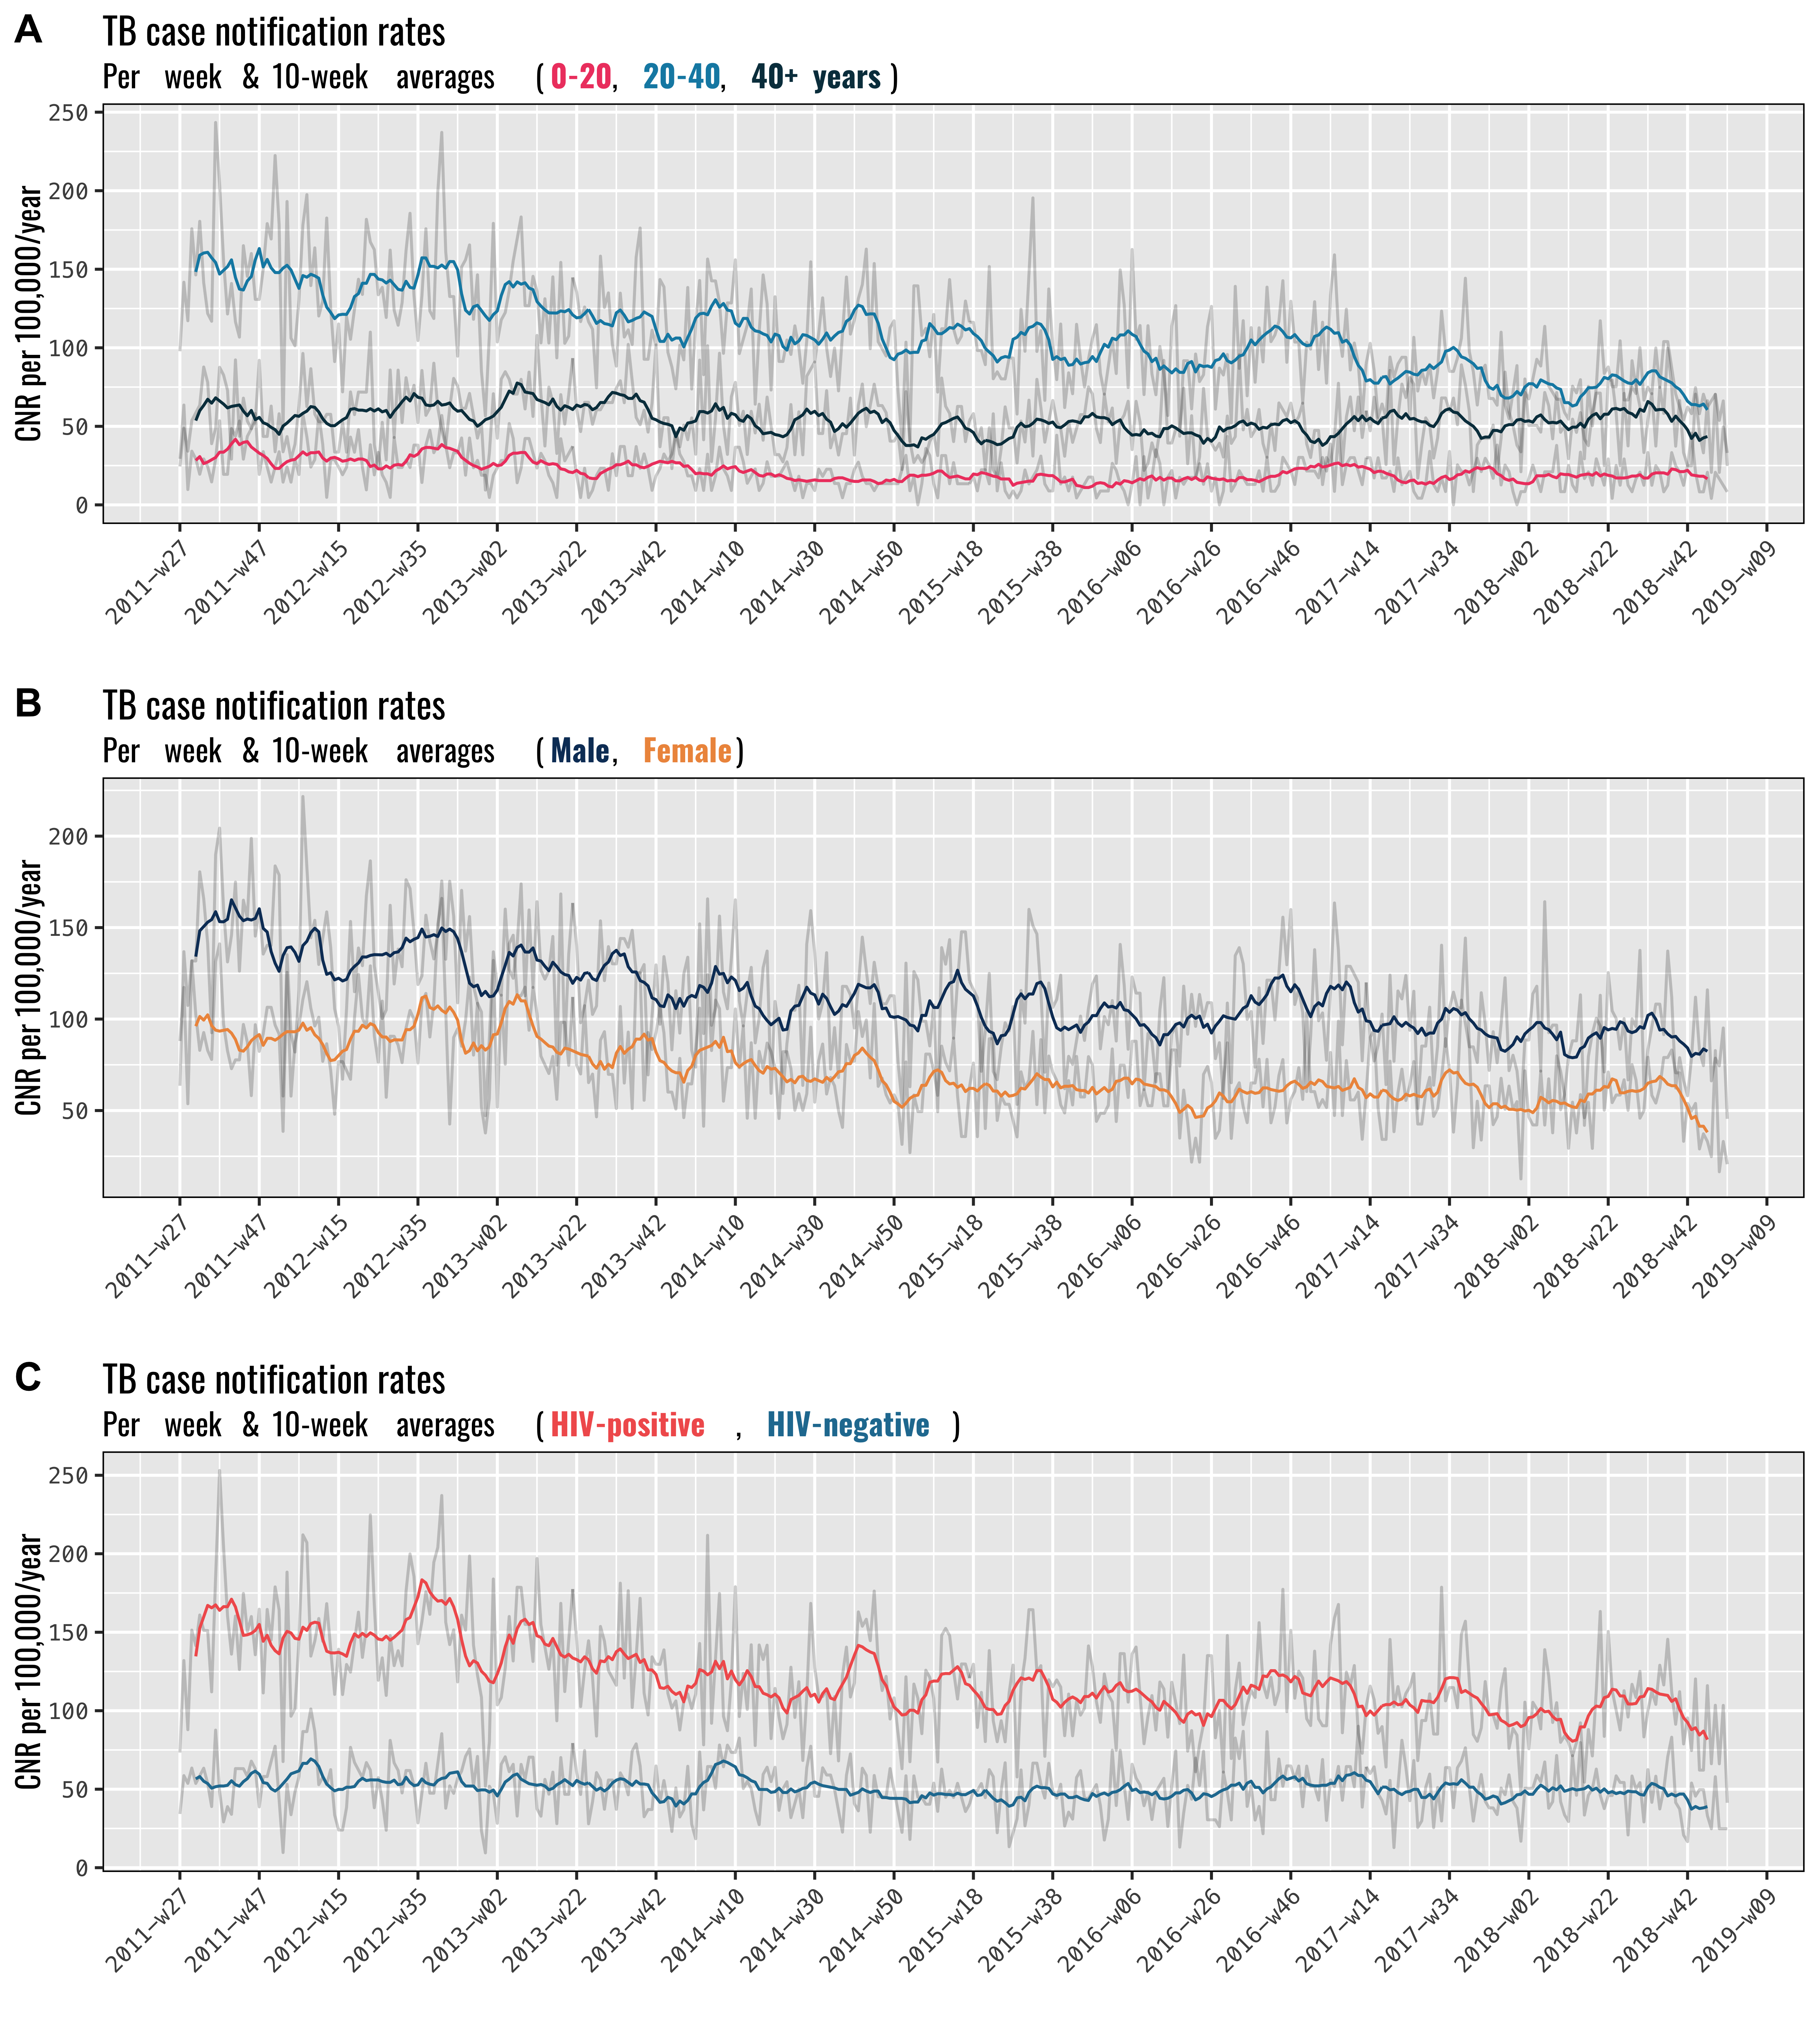 A
TB case notification rates
Per week & 10-week averages (0-20, 20-40, 40+ years)
CNR per 100,000/year
250
200
150
100
50
0
2011-w27 2011-w47 2012-w15 2012-w35 2013-w02 2013-w22 2013-w42 2014-w10 2014-w30 2014-w50 2015-w18 2015-w38 2016-w06 2016-w26 2016-w46 2017-w14 2017-w34 2018-w02 2018-w22 2018-w42 2019-w09
B
TB case notification rates
Per week & 10-week averages (Male, Female)
CNR per 100,000/year
200
150
100
50
2011-w27 2011-w47 2012-w15 2012-w35 2013-w02 2013-w22 2013-w42 2014-w10 2014-w30 2014-w50 2015-w18 2015-w38 2016-w06 2016-w26 2016-w46 2017-w14 2017-w34 2018-w02 2018-w22 2018-w42 2019-w09
C
TB case notification rates
Per week & 10-week averages (HIV-positive , HIV-negative )
CNR per 100,000/year
250
200
150
100
50
0
2011-w27 2011-w47 2012-w15 2012-w35 2013-w02 2013-w22 2013-w42 2014-w10 2014-w30 2014-w50 2015-w18 2015-w38 2016-w06 2016-w26 2016-w46 2017-w14 2017-w34 2018-w02 2018-w22 2018-w42 2019-w09